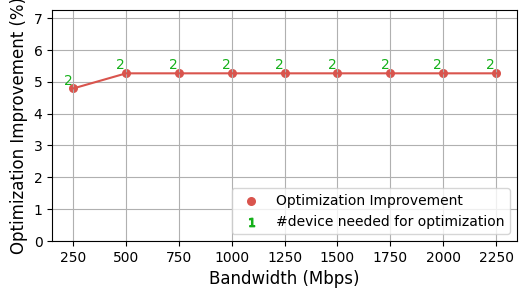 Optimization Improvement (%)
7
6
5
4
3
2
1
0
2 2 2 2 2 2 2 2 2
Optimization Improvement
1 #device needed for optimization
250 500 750 1000 1250 1500 1750 2000 2250
Bandwidth (Mbps)